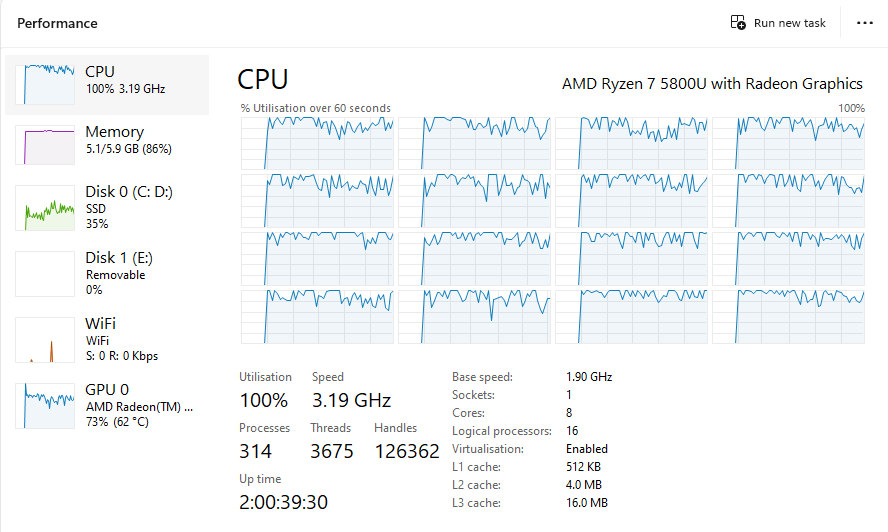 Performance
Run new task
CPU
100% 3.19 GHz
Memory
5.1/5.9 GB (86%)
Disk 0 (C: D:)
SSD
35%
Disk 1 (E:)
Removable
0%
WiFi
WiFi
S: 0 R: 0 Kbps
GPU 0
AMD Radeon(TM) ...
73% (62 °C)
CPU
AMD Ryzen 7 5800U with Radeon Graphics
% Utilisation over 60 seconds
100%
Utilisation
Speed
100%
3.19 GHz
Processes
Threads
Handles
314
3675
126362
Up time
2:00:39:30
Base speed:
1.90 GHz
Sockets:
1
Cores:
8
Logical processors:
16
Virtualisation:
Enabled
L1 cache:
512 KB
L2 cache:
4.0 MB
L3 cache:
16.0 MB